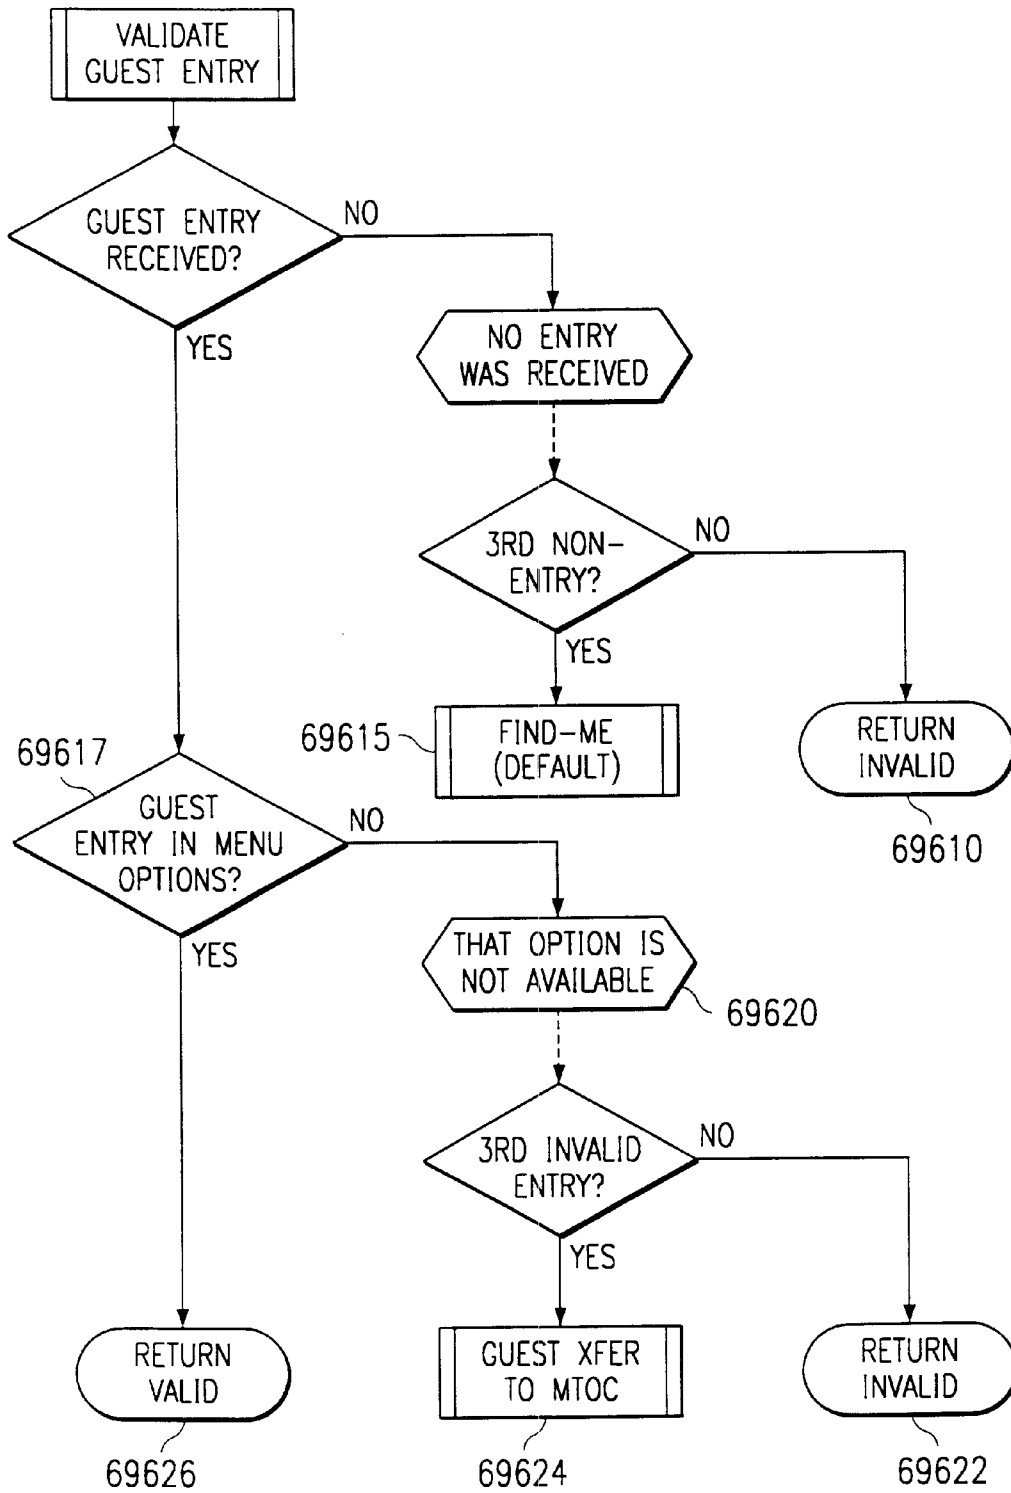 VALIDATE
GUEST ENTRY
GUEST ENTRY
RECEIVED?
NO
YES
NO ENTRY
WAS RECEIVED
3RD NON-
ENTRY?
NO
YES
69615
FIND-ME
(DEFAULT)
RETURN
INVALID
69610
69617
GUEST
ENTRY IN MENU
OPTIONS?
NO
YES
THAT OPTION IS
NOT AVAILABLE
69620
3RD INVALID
ENTRY?
NO
YES
RETURN
VALID
69626
GUEST XFER
TO MTOC
69624
RETURN
INVALID
69622